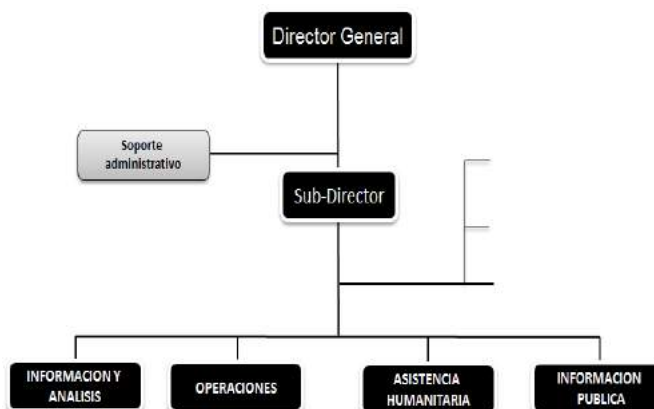 Director General
Soporte
administrativo
Sub-Director
INFORMACION Y
ANALISIS
OPERACIONES
ASISTENCIA
HUMANITARIA
INFORMACION
PUBLICA